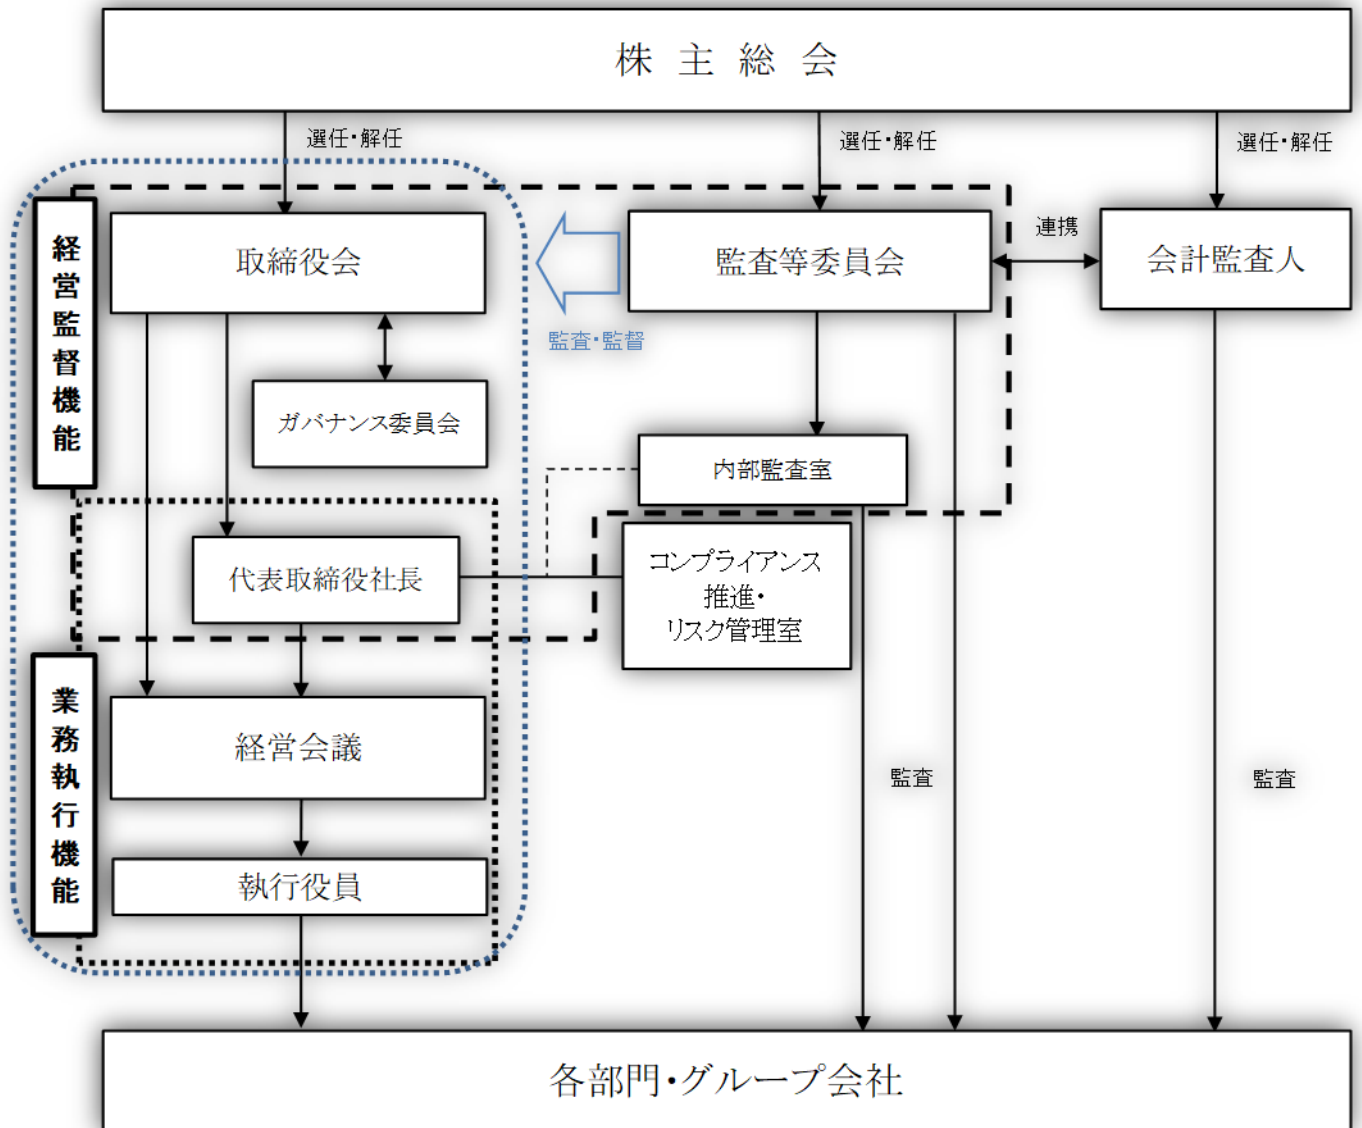 株 主 総 会
選任・解任
選任・解任
選任・解任
経営監督機能
取締役会
監査・監督
監査等委員会
連携
会計監査人
ガバナンス委員会
内部監査室
代表取締役社長
コンプライアンス
推進・
リスク管理室
業務執行機能
経営会議
監査
監査
執行役員
各部門・グループ会社